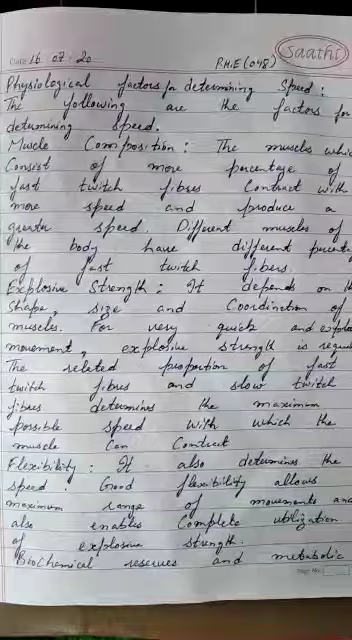 Saathi
Date 16 07 20 P.H.E (048)
Physiological factors for determining Speed :
The following are the factors for
determining speed.
Muscle Composition : The muscles which
Consist of more percentage of
fast twitch fibres Contract with
more speed and produce a
greater speed. Different muscles of
the body have different
of fast twitch fibers.
Explosive Strength : It depends on
Shape, size and Coordination of
muscles. For very quick and
movement, explosive strength is
The related proportion of fast
twitch fibres and slow twitch
fibres determines the maximum
possible speed with which the
muscle Can Contract
Flexibility : It also determines the
speed. Good flexibility allows
maximum range of movements and
also enables Complete utilization
of explosive strength.
Biochemical reserves and metabolic
Page No.